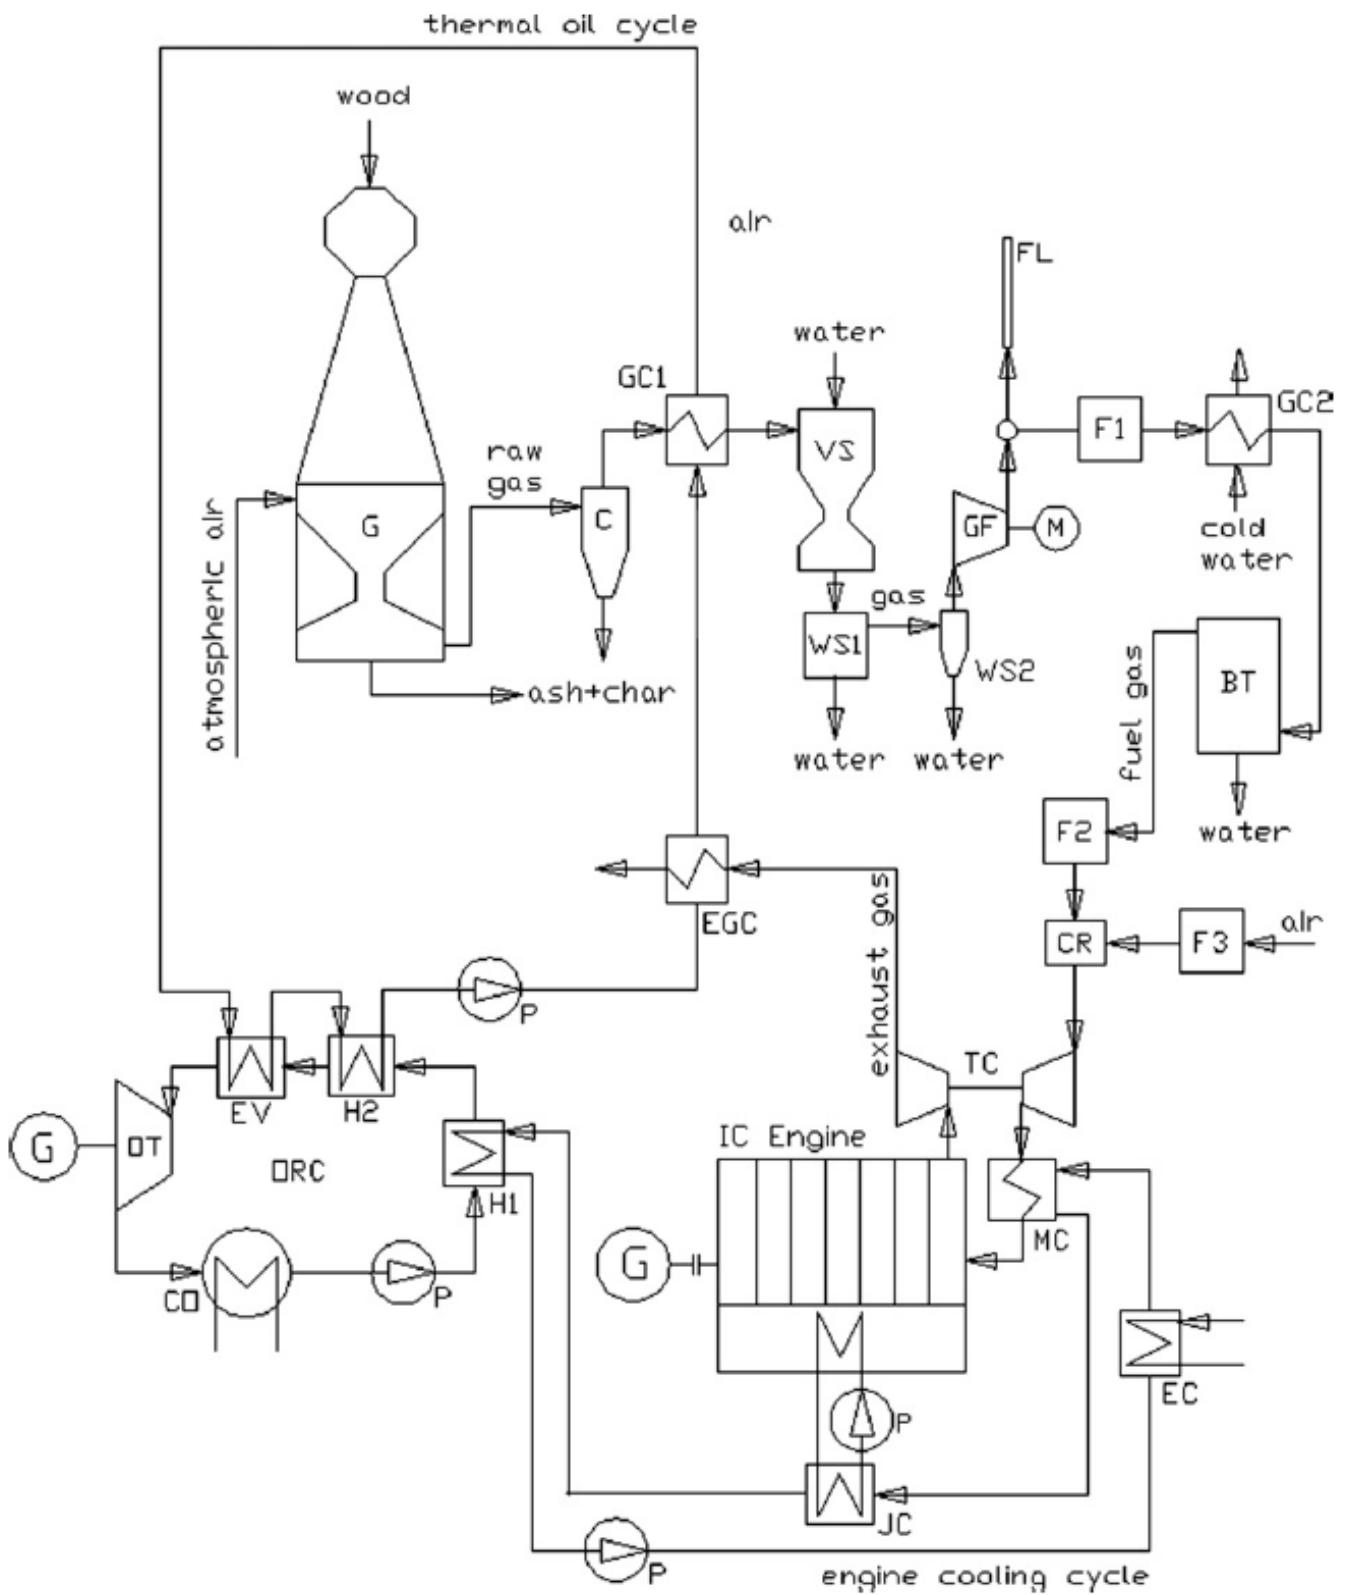 thermal oil cycle
wood
air
FL
water
GC1
GC2
F1
VS
raw
gas
C
G
GF
M
cold
water
atmospheric air
gas
WS1
WS2
BT
fuel gas
ash+char
water
water
water
F2
EGC
exhaust gas
CR
F3
air
P
TC
EV
H2
OT
G
ORC
H1
IC Engine
MC
G
CO
P
EC
P
JC
P
engine cooling cycle